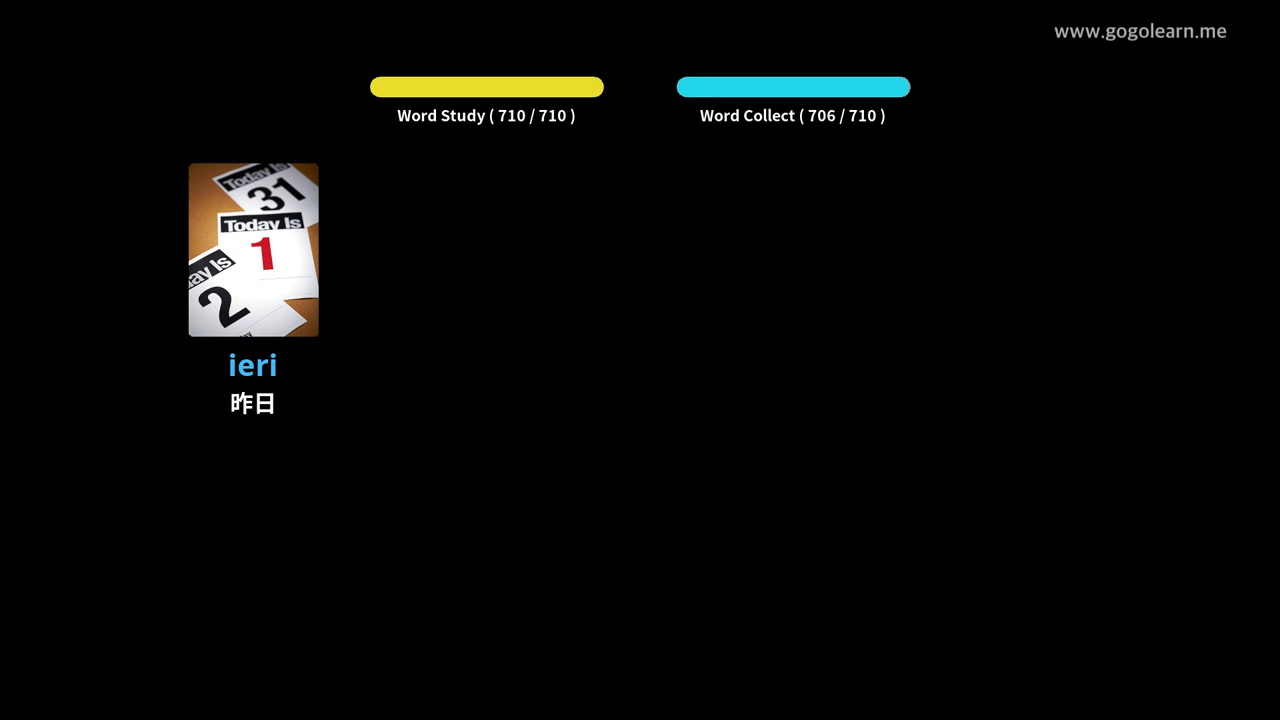 www.gogolearn.me
Word Study ( 710 / 710 )
Word Collect ( 706 / 710 )
Today Is
31
Today Is
1
ay Is
2
ieri
昨日